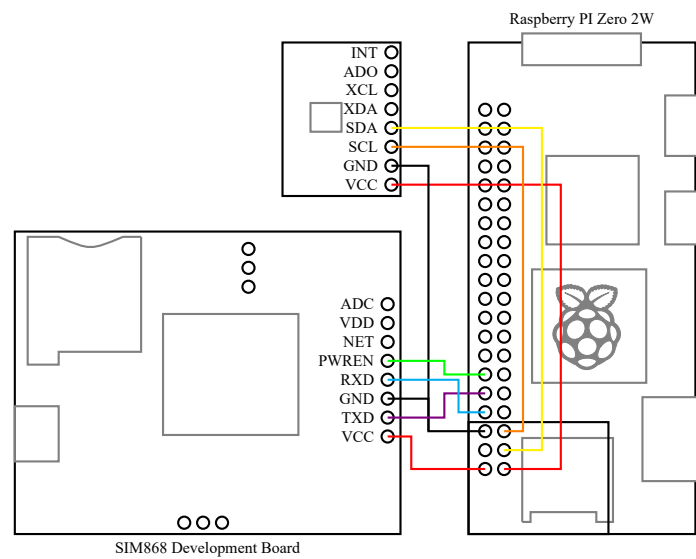 Raspberry PI Zero 2W
INT
ADO
XCL
XDA
SDA
SCL
GND
VCC
ADC
VDD
NET
PWREN
RXD
GND
TXD
VCC
SIM868 Development Board